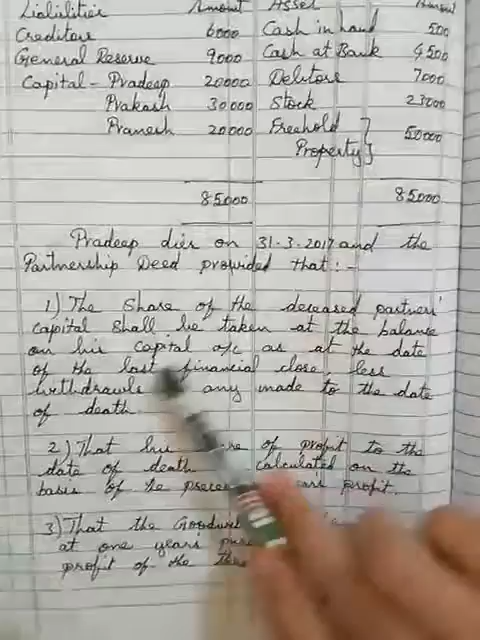 Liabilities Amount Asset Amount
Creditors 6000 Cash in hand 500
General Reserve 9000 Cash at Bank 4500
Capital - Pradeep 20000 Debtors 7000
Prakash 30000 Stock 23000
Pramesh 20000 Freehold
Property } 50000
85000 85000
Pradeep dies on 31-3-2017 and the
Partnership Deed provided that :-
1) The Share of the deceased partners'
Capital shall be taken at the balance
on his capital a/c as at the date
of the last financial close, less
withdrawls any made to the date
of death
2) That his of profit to the
date of death calculated on the
basis of the profit.
3) That the
at one years
profit of the